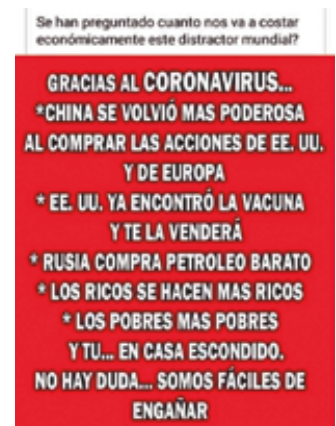 Se han preguntado cuanto nos va a costar
económicamente este distractor mundial?
GRACIAS AL CORONAVIRUS...
*CHINA SE VOLVIÓ MAS PODEROSA
AL COMPRAR LAS ACCIONES DE EE. UU.
Y DE EUROPA
* EE. UU. YA ENCONTRÓ LA VACUNA
Y TE LA VENDERÁ
* RUSIA COMPRA PETROLEO BARATO
* LOS RICOS SE HACEN MAS RICOS
* LOS POBRES MAS POBRES
Y TU... EN CASA ESCONDIDO.
NO HAY DUDA... SOMOS FÁCILES DE
ENGAÑAR